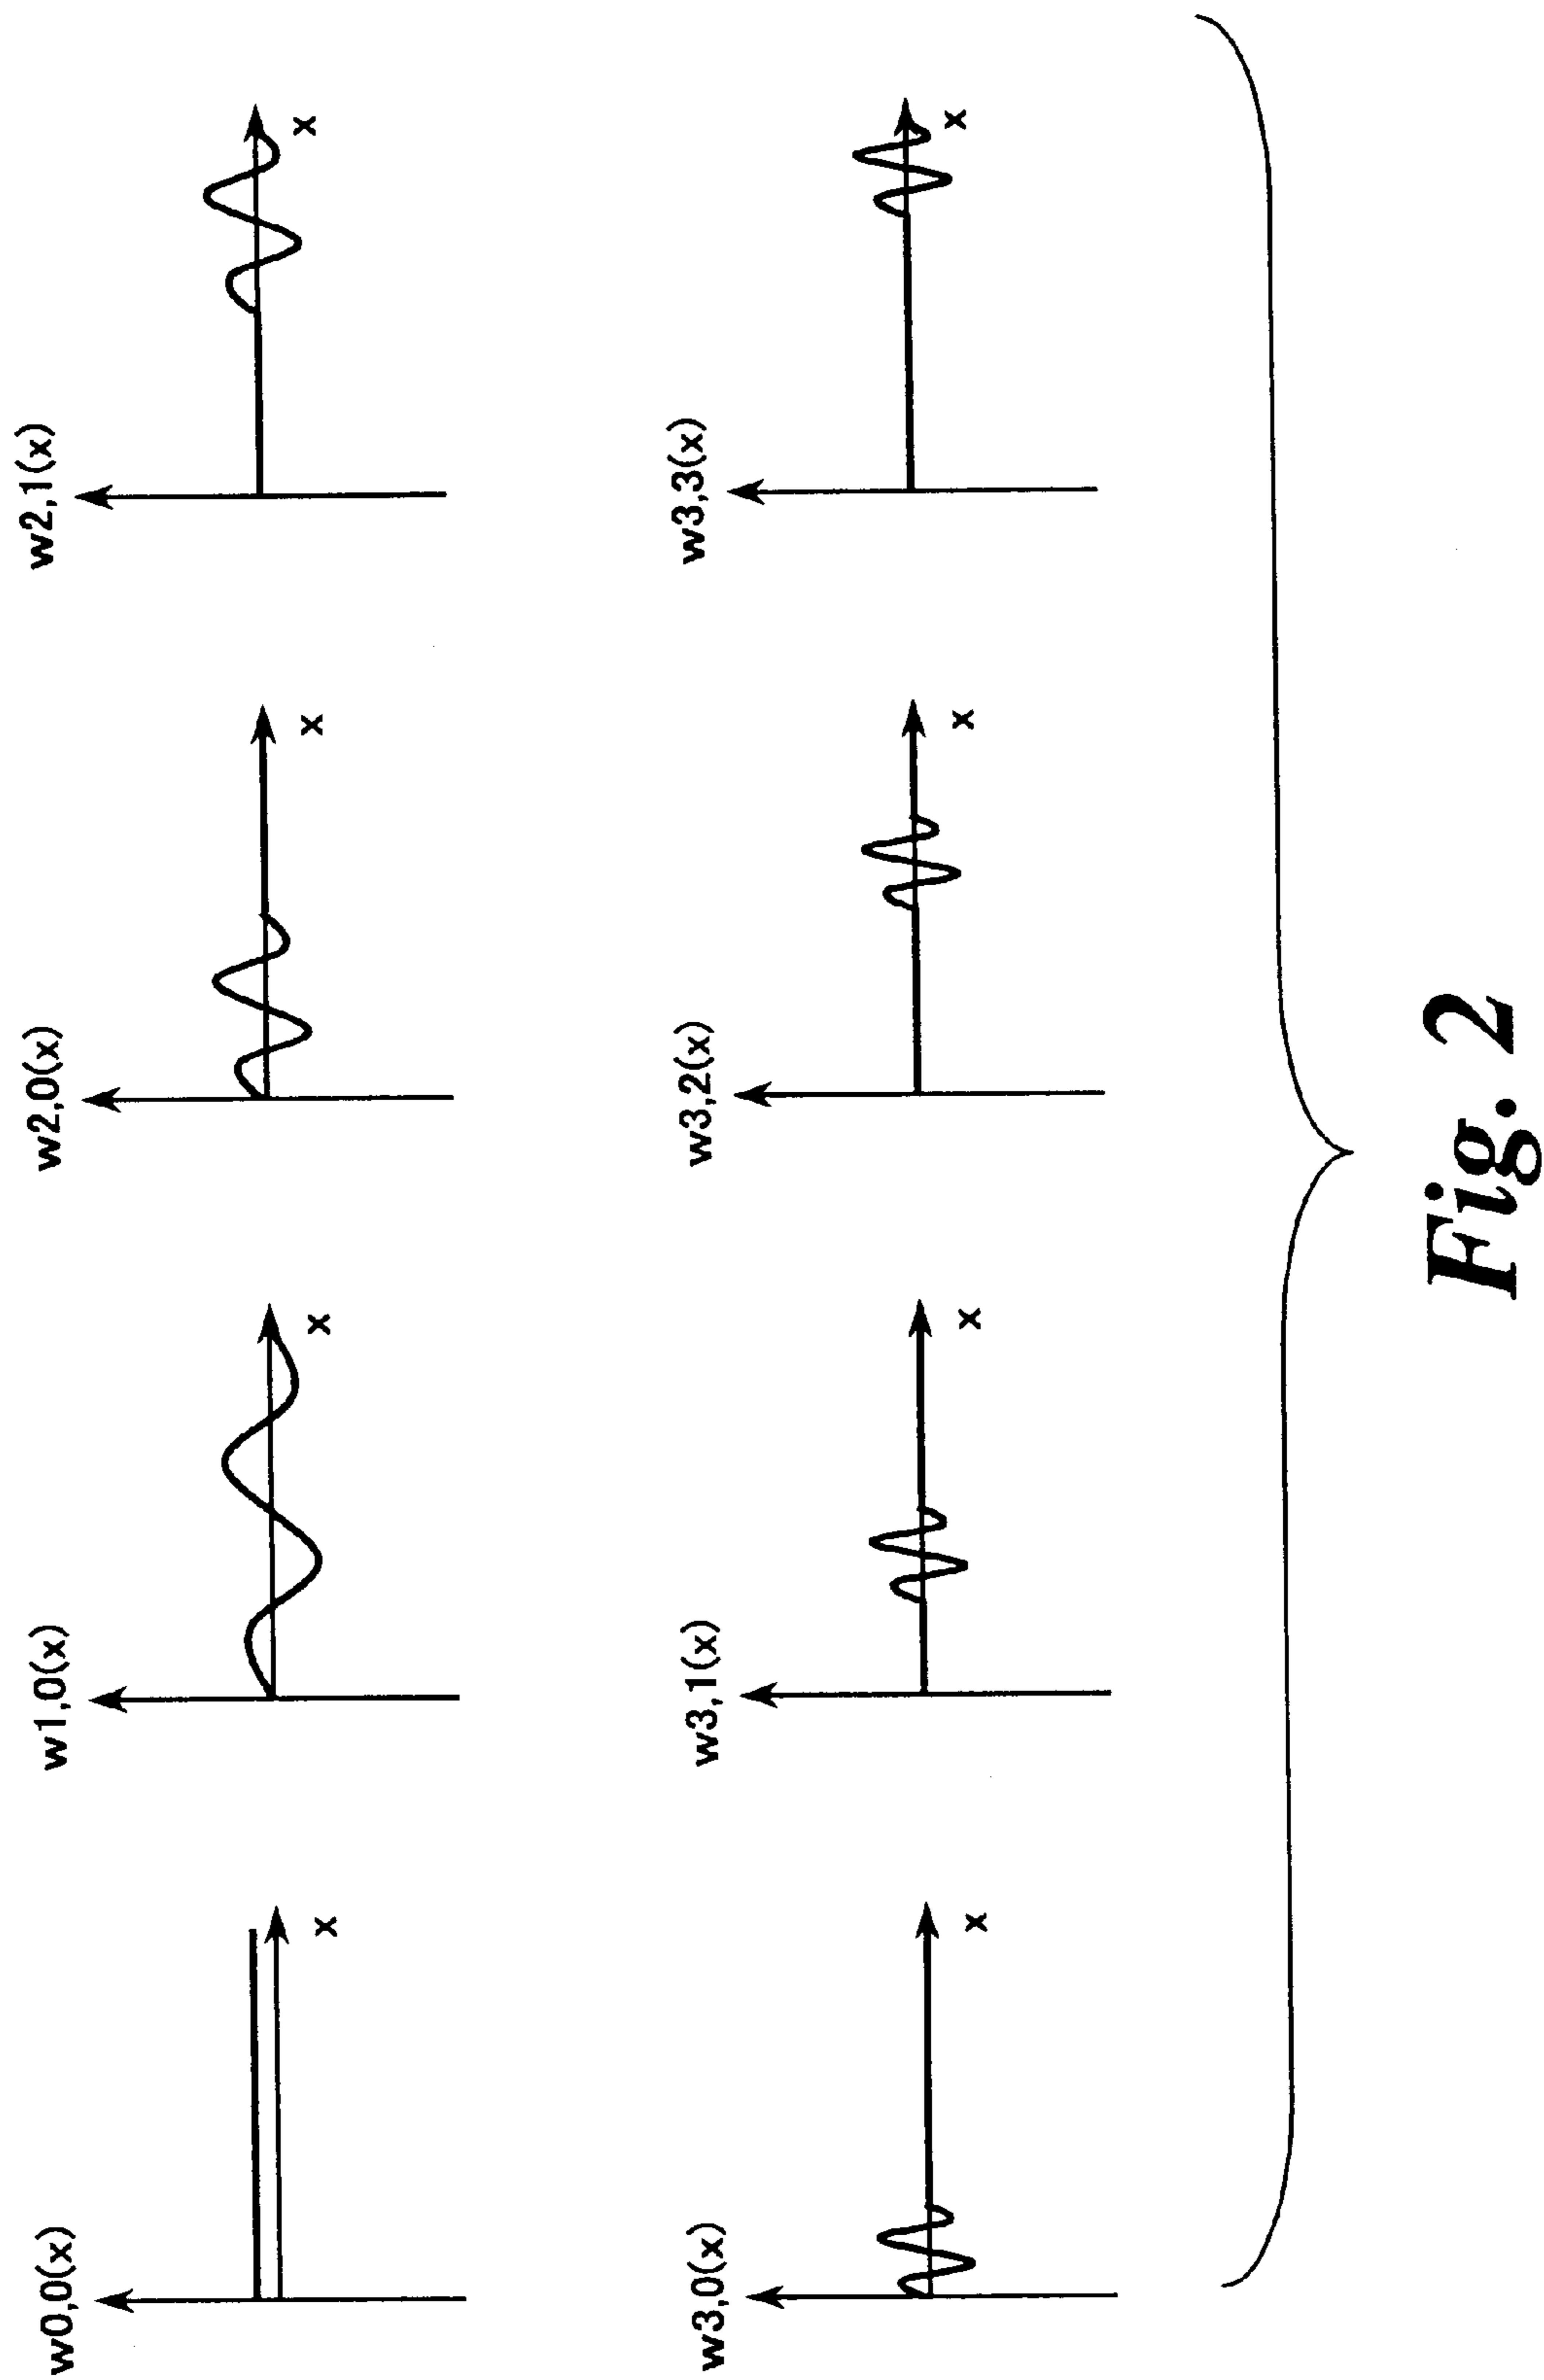 w0,0(x)
x
w1,0(x)
x
w2,0(x)
x
w2,1(x)
x
w3,0(x)
x
w3,1(x)
x
w3,2(x)
x
w3,3(x)
x
Fig. 2